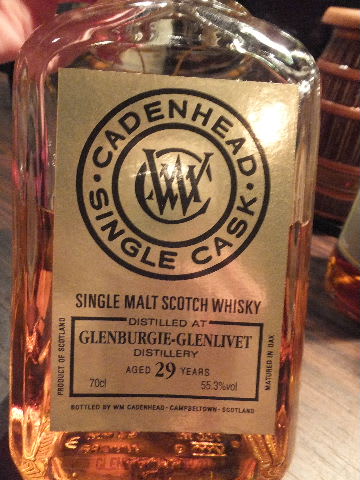 CADENHEAD
WMC
SINGLE CASK
SINGLE MALT SCOTCH WHISKY
DISTILLED AT
GLENBURGIE-GLENLIVET
DISTILLERY
AGED 29 YEARS
70cl 55.3%vol
PRODUCT OF SCOTLAND
MATURED IN OAK
BOTTLED BY WM CADENHEAD-CAMPBELTOWN-SCOTLAND